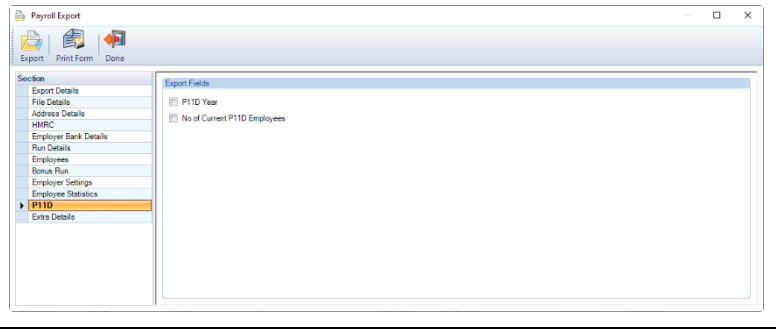 Payroll Export
Export Print Form Done
Section
Export Details
File Details
Address Details
HMRC
Employer Bank Details
Run Details
Employees
Bonus Run
Employer Settings
Employee Statistics
P11D
Extra Details
Export Fields
P11D Year
No of Current P11D Employees